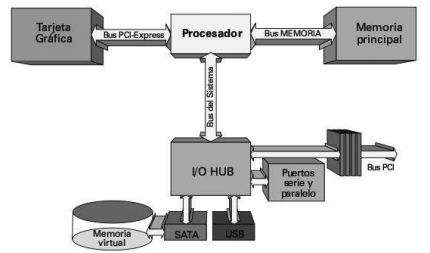 Tarjeta
Gráfica
Bus PCI-Express
Procesador
Bus MEMORIA
Memoria
principal
Bus del Sistema
I/O HUB
Bus PCI
Puertos
serie y
paralelo
Memoria
virtual
SATA
USB